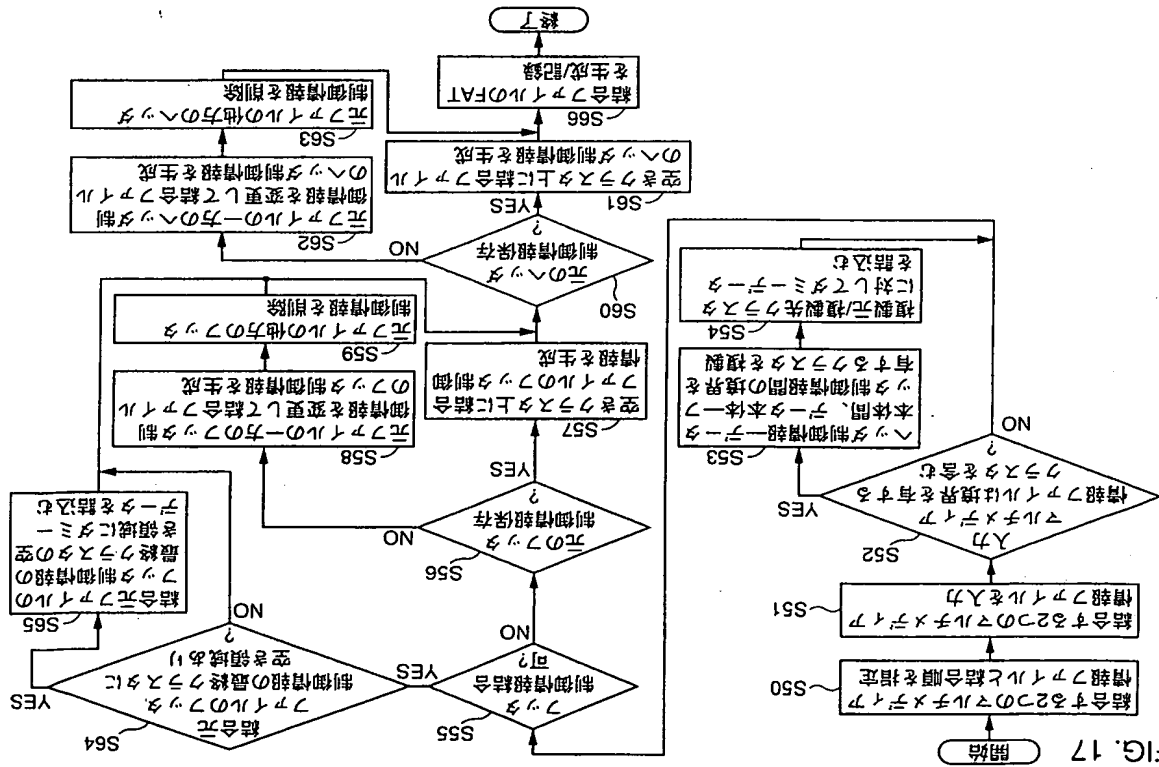 FIG. 17
開始
S50
結合する2つのマルチメディア
情報ファイルと結合順を指定
S51
結合する2つのマルチメディア
情報ファイルを入力
S52
入力
マルチメディア
情報ファイルは境界を有する
クラスタを含む
?
YES
NO
S53
ヘッダ制御情報―データ
本体間、データ本体―フ
ッタ制御情報間の境界を
有するクラスタを複製
S54
複製元/複製先クラスタ
に対してダミーデータ
を詰込む
S55
フッタ
制御情報結合
可?
YES
NO
S64
結合元
ファイルのフッタ
制御情報の最終クラスタに
空き領域あり
?
YES
NO
S65
結合元ファイルの
フッタ制御情報の
最終クラスタの空
き領域にダミー
データを詰込む
S56
元のフッタ
制御情報保存
?
YES
NO
S57
空きクラスタ上に結合
ファイルのフッタ制御
情報を生成
S58
元ファイルの一方のフッタ制
御情報を変更して結合ファイル
のフッタ制御情報を生成
S59
元ファイルの他方のフッタ
制御情報を削除
S60
元のヘッダ
制御情報保存
?
YES
NO
S61
空きクラスタ上に結合ファイル
のヘッダ制御情報を生成
S62
元ファイルの一方のヘッダ制
御情報を変更して結合ファイル
のヘッダ制御情報を生成
S63
元ファイルの他方のヘッダ
制御情報を削除
S66
結合ファイルのFAT
を生成/記録
終了